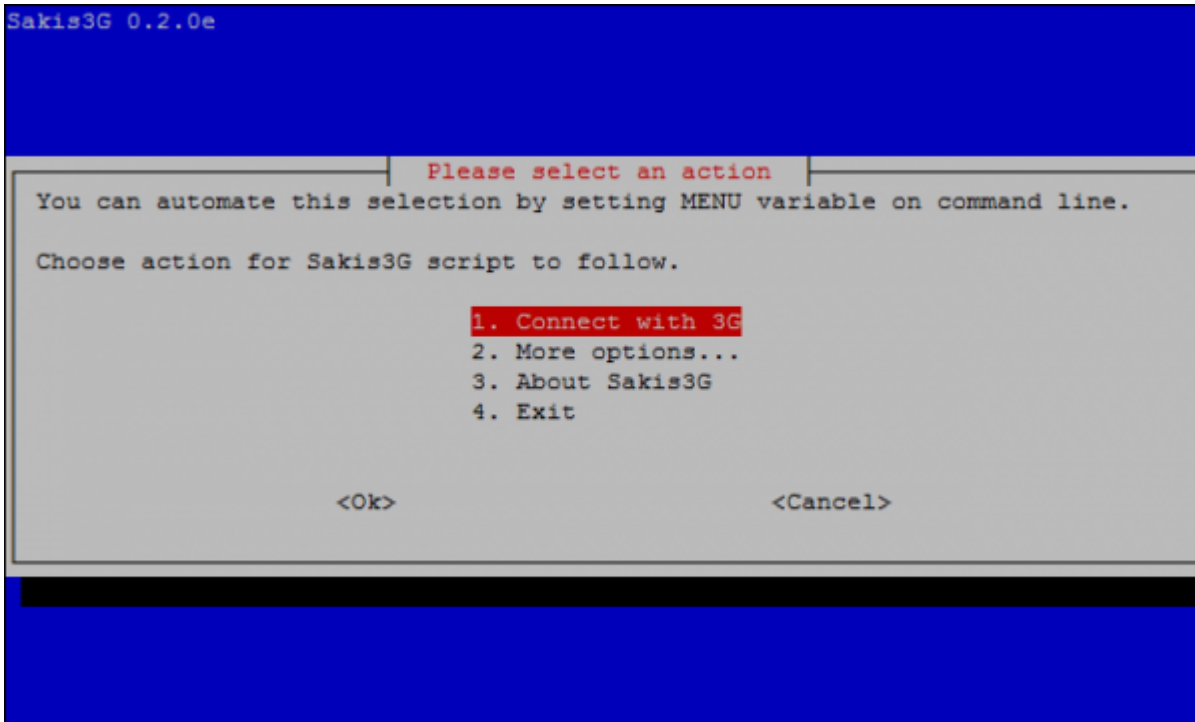 Sakis3G 0.2.0e
Please select an action
You can automate this selection by setting MENU variable on command line.
Choose action for Sakis3G script to follow.
1. Connect with 3G
2. More options...
3. About Sakis3G
4. Exit
<Ok> <Cancel>